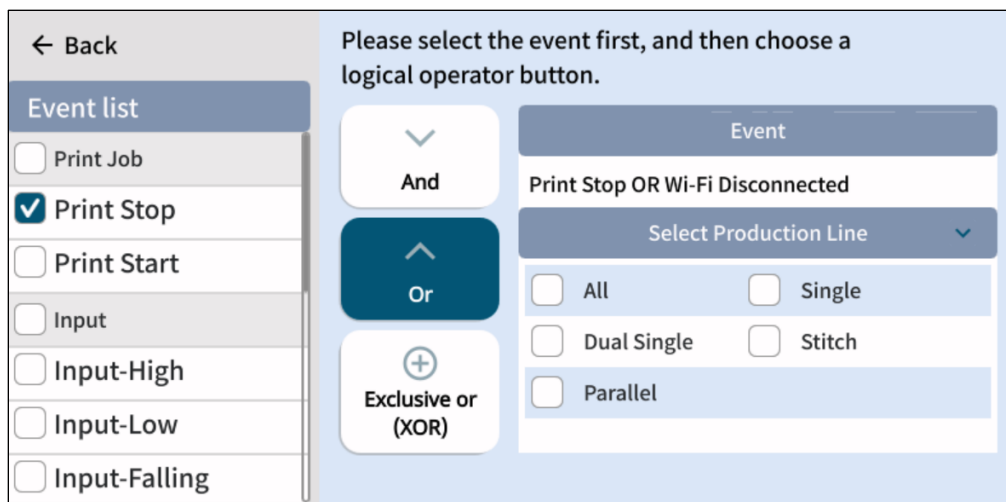 ← Back
Event list
Print Job
Print Stop
Print Start
Input
Input-High
Input-Low
Input-Falling
Please select the event first, and then choose a
logical operator button.
And
Or
Exclusive or
(XOR)
Event
Print Stop OR Wi-Fi Disconnected
Select Production Line
All
Single
Dual Single
Stitch
Parallel